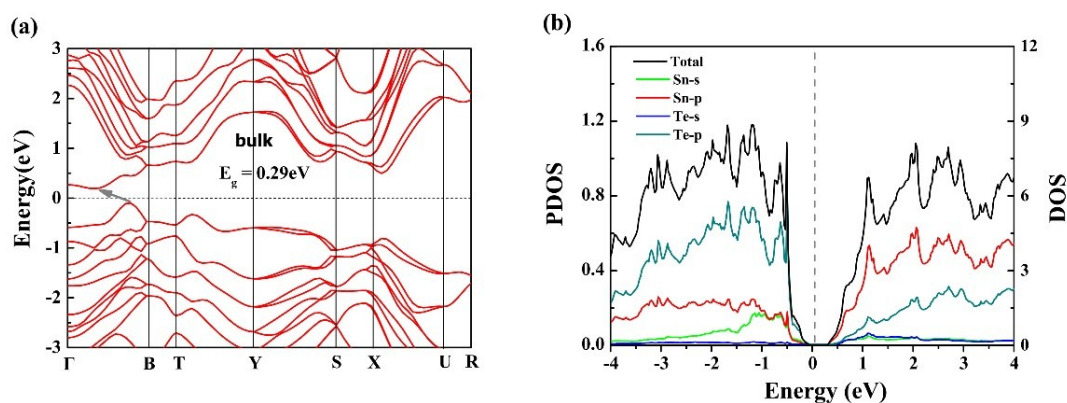 (a)
3
2
1
0
-1
-2
-3
Energy(eV)
bulk
E_g = 0.29eV
Γ B T Y S X U R
(b)
1.6
1.2
0.8
0.4
0.0
PDOS
Total
Sn-s
Sn-p
Te-s
Te-p
12
9
6
3
0
DOS
-4 -3 -2 -1 0 1 2 3 4
Energy (eV)